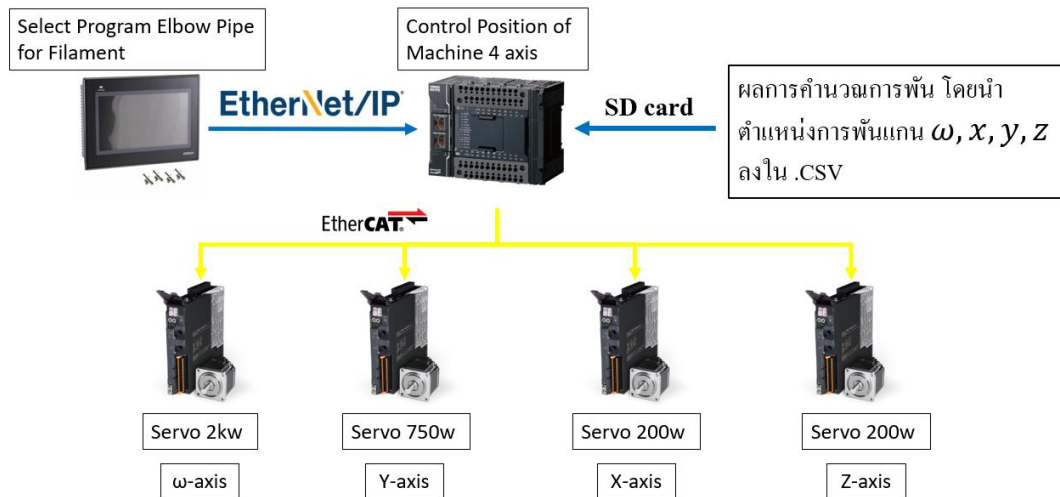 Select Program Elbow Pipe
for Filament
Control Position of
Machine 4 axis
EtherNet/IP
SD card
ผลการคำนวณการพัน โดยนำ
ตำแหน่งการพันแกน ω, x, y, z
ลงใน .CSV
EtherCAT
Servo 2kw
Servo 750w
Servo 200w
Servo 200w
ω-axis
Y-axis
X-axis
Z-axis